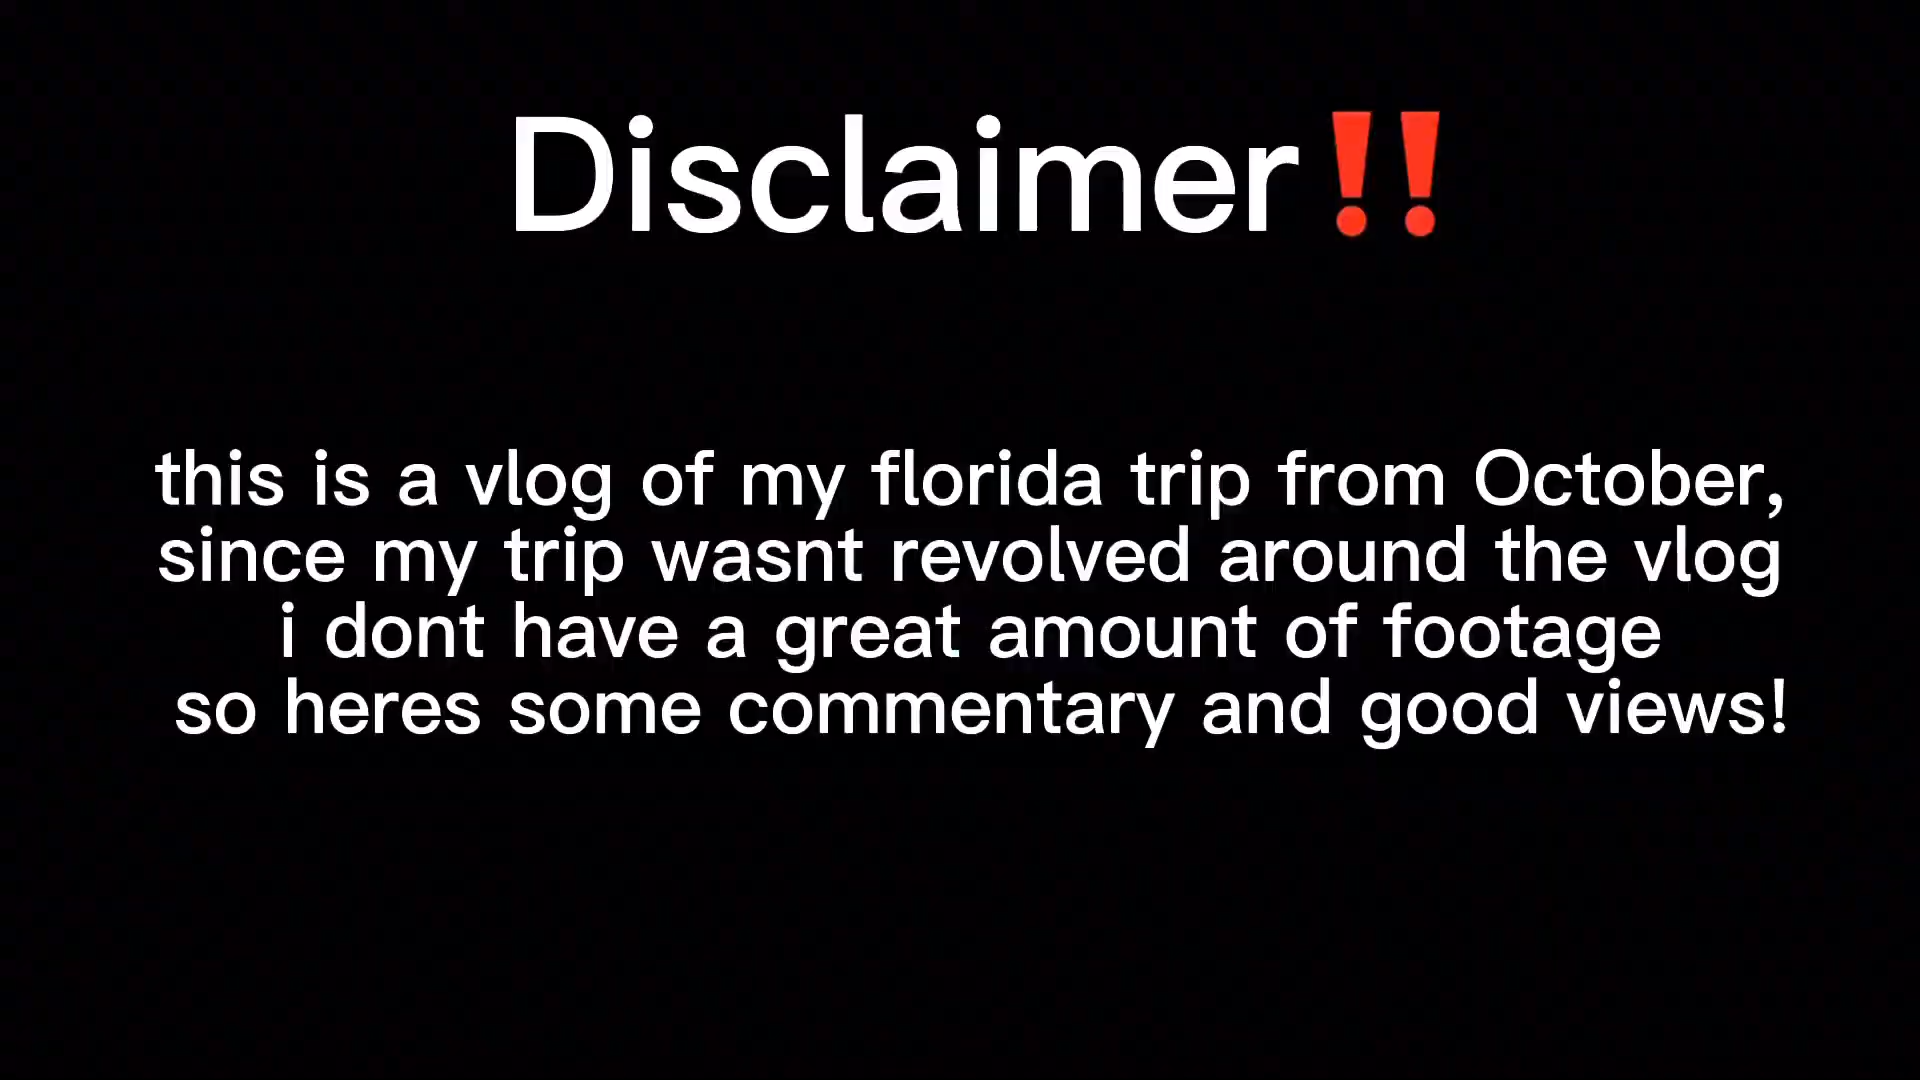 Disclaimer‼️
this is a vlog of my florida trip from October,
since my trip wasnt revolved around the vlog
i dont have a great amount of footage
so heres some commentary and good views!